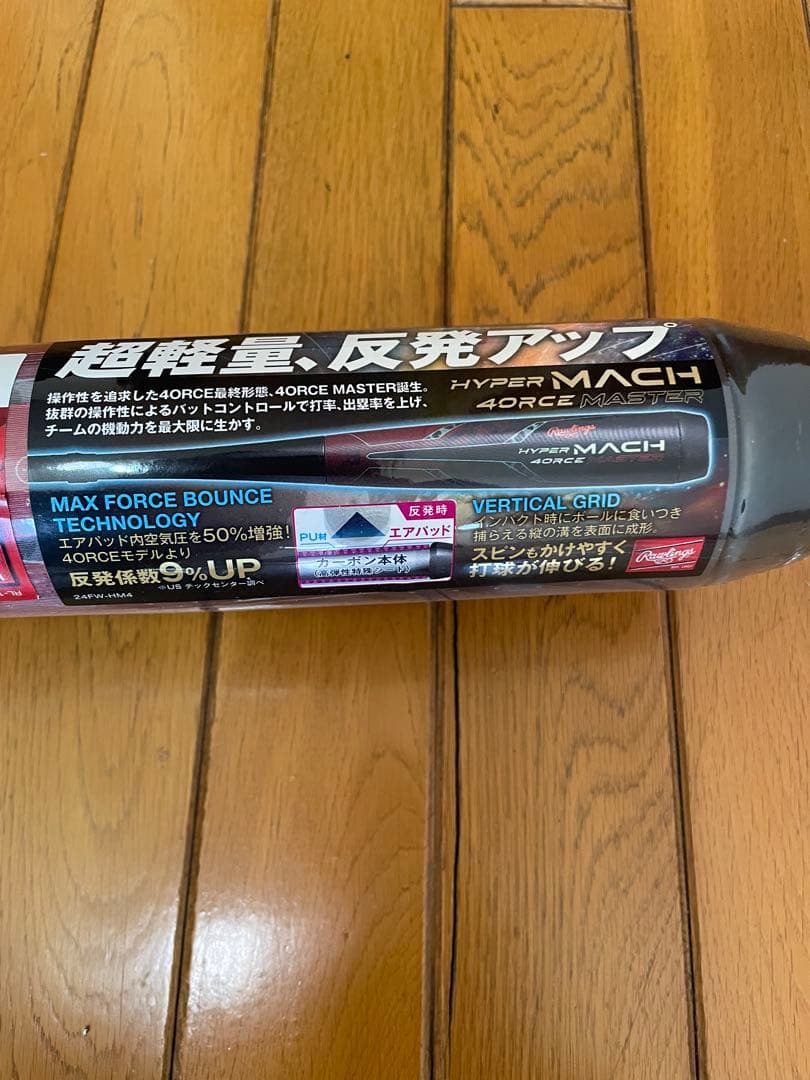 超軽量、反発アップ
操作性を追求した4ORCE最終形態、4ORCE MASTER誕生。
抜群の操作性によるバットコントロールで打率、出塁率を上げ、
チームの機動力を最大限に生かす。
HYPER MACH
4ORCE MASTER
Rawlings
HYPER MACH
4ORCE MASTER
MAX FORCE BOUNCE
TECHNOLOGY
エアパッド内空気圧を50%増強!
4ORCEモデルより
反発係数9%UP
※US テックセンター調べ
24FW-HM4
反発時
PU材
エアパッド
カーボン本体
(高弾性特殊シート)
VERTICAL GRID
インパクト時にボールに食いつき
捕らえる縦の溝を表面に成形。
スピンもかけやすく
打球が伸びる!
Rawlings